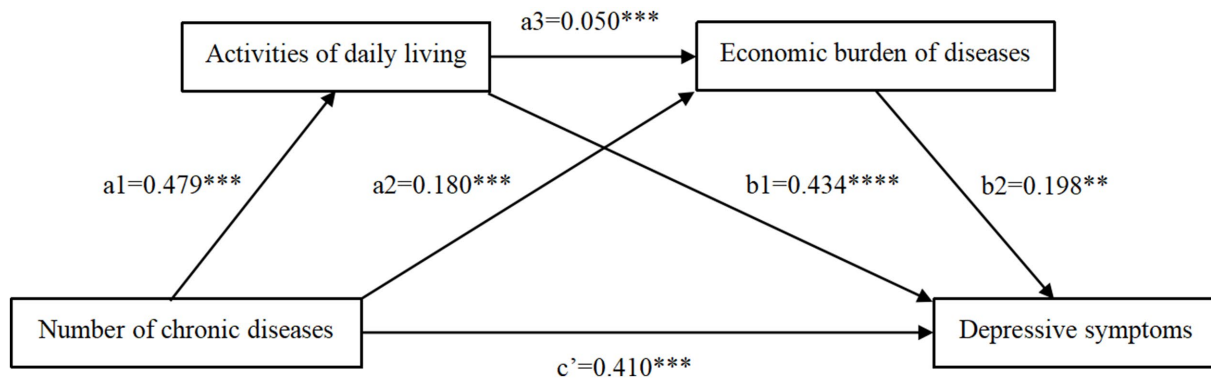 a3=0.050***
Activities of daily living
Economic burden of diseases
a1=0.479***
a2=0.180***
b1=0.434****
b2=0.198**
Number of chronic diseases
Depressive symptoms
c’=0.410***